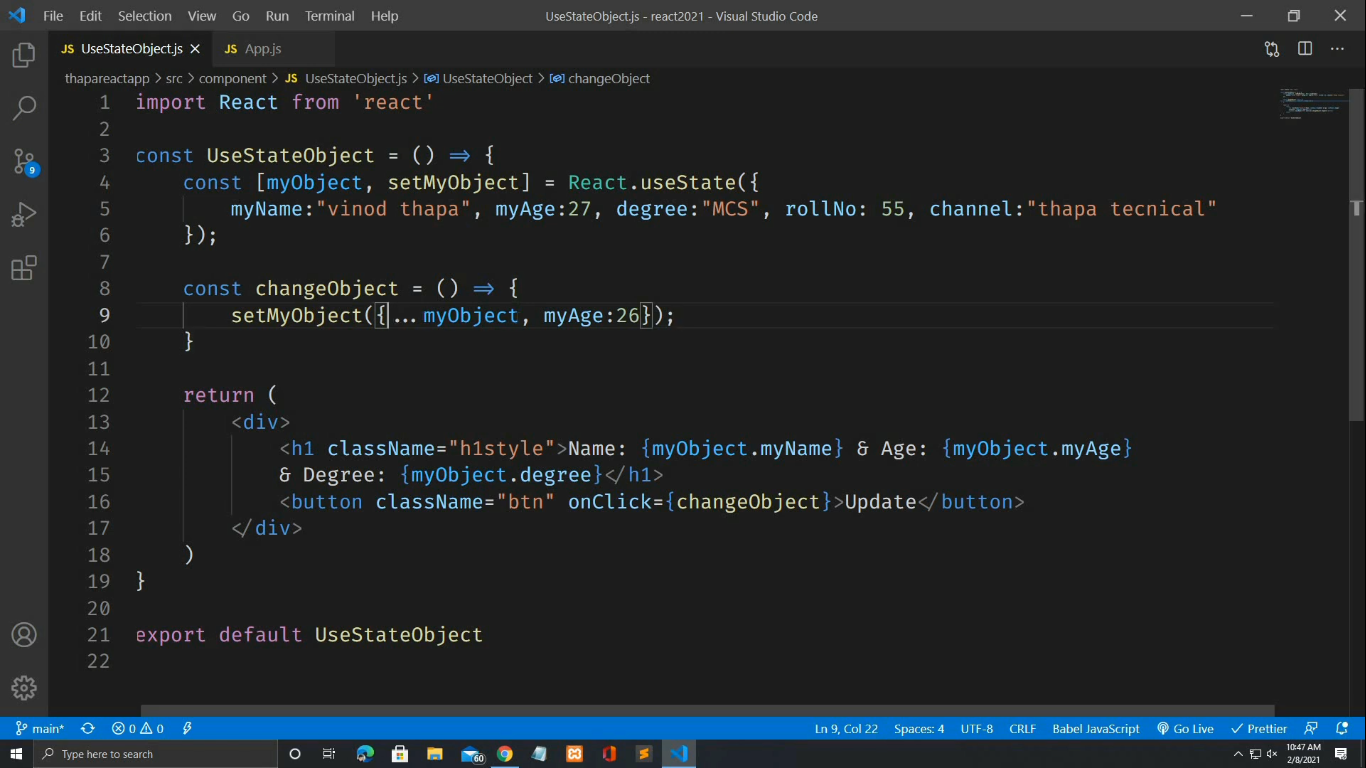 File Edit Selection View Go Run Terminal Help UseStateObject.js - react2021 - Visual Studio Code
JS UseStateObject.js JS App.js
thapareactapp > src > component > JS UseStateObject.js > UseStateObject > changeObject
1 import React from 'react'
2
3 const UseStateObject = () => {
4 const [myObject, setMyObject] = React.useState({
5 myName:"vinod thapa", myAge:27, degree:"MCS", rollNo: 55, channel:"thapa tecnical"
6 });
7
8 const changeObject = () => {
9 setMyObject({...myObject, myAge:26});
10 }
11
12 return (
13 <div>
14 <h1 className="h1style">Name: {myObject.myName} & Age: {myObject.myAge}
15 & Degree: {myObject.degree}</h1>
16 <button className="btn" onClick={changeObject}>Update</button>
17 </div>
18 )
19 }
20
21 export default UseStateObject
22
9
main* 0 0 Ln 9, Col 22 Spaces: 4 UTF-8 CRLF Babel JavaScript Go Live Prettier
Type here to search 60 10:47 AM
2/8/2021